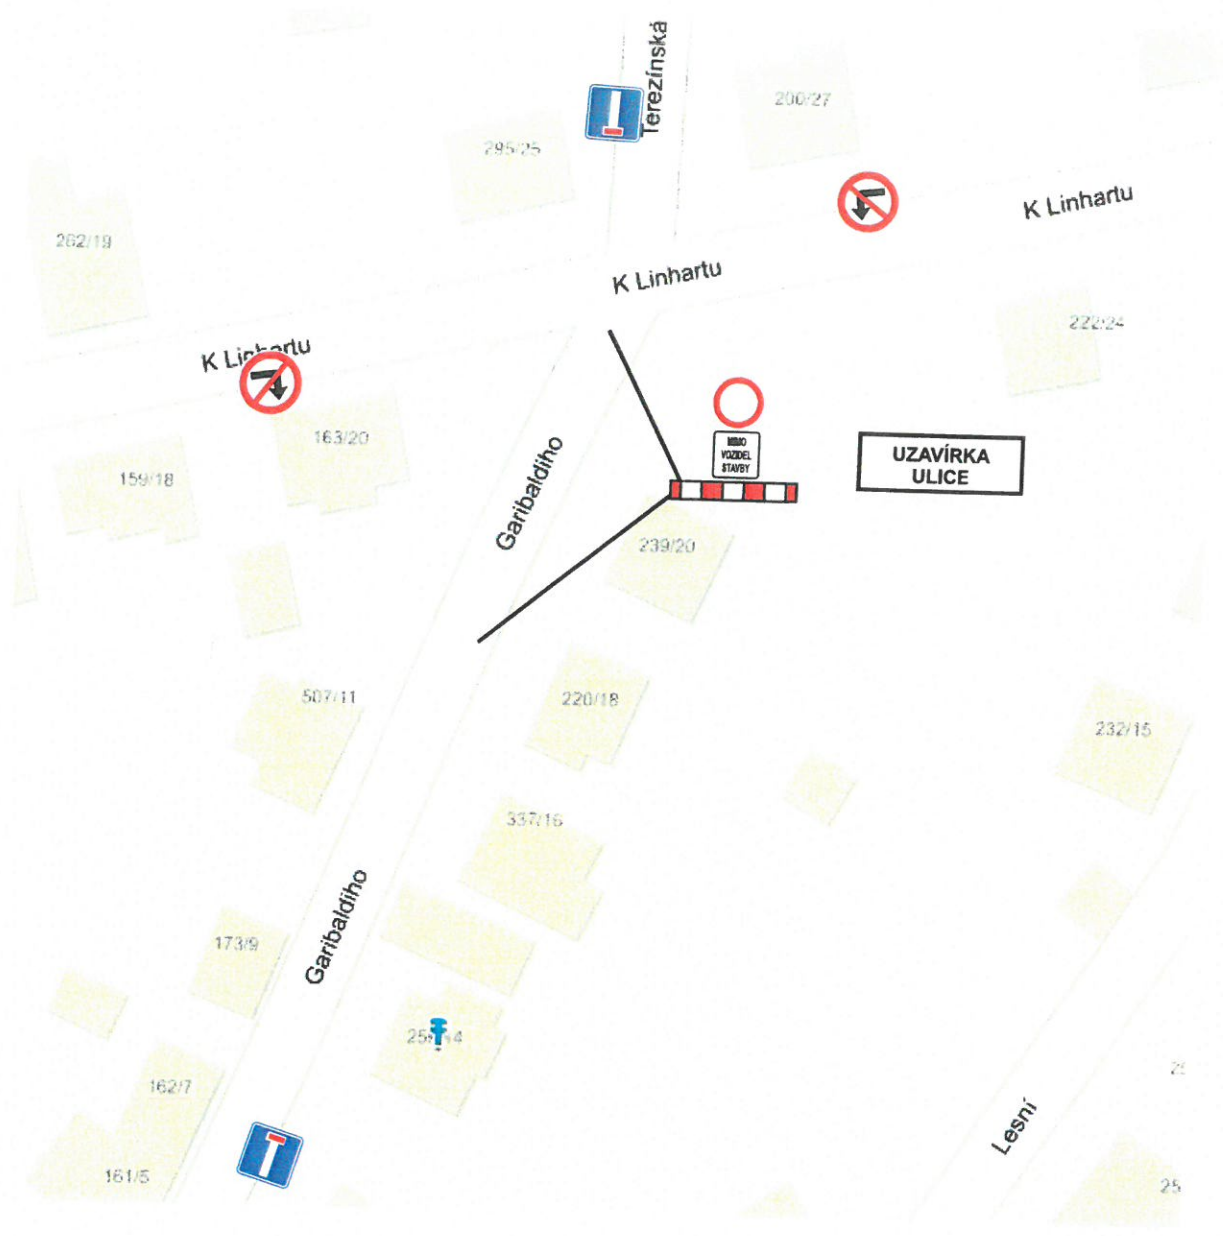 Terezínská
200/27
295/25
K Linhartu
262/19
K Linhartu
222/24
K Linhartu
163/20
MIMO
VOZIDEL
STAVBY
UZAVÍRKA
ULICE
159/18
Garibaldiho
239/20
507/11
220/18
232/15
337/16
Garibaldiho
173/9
162/7
Lesní
161/5
25